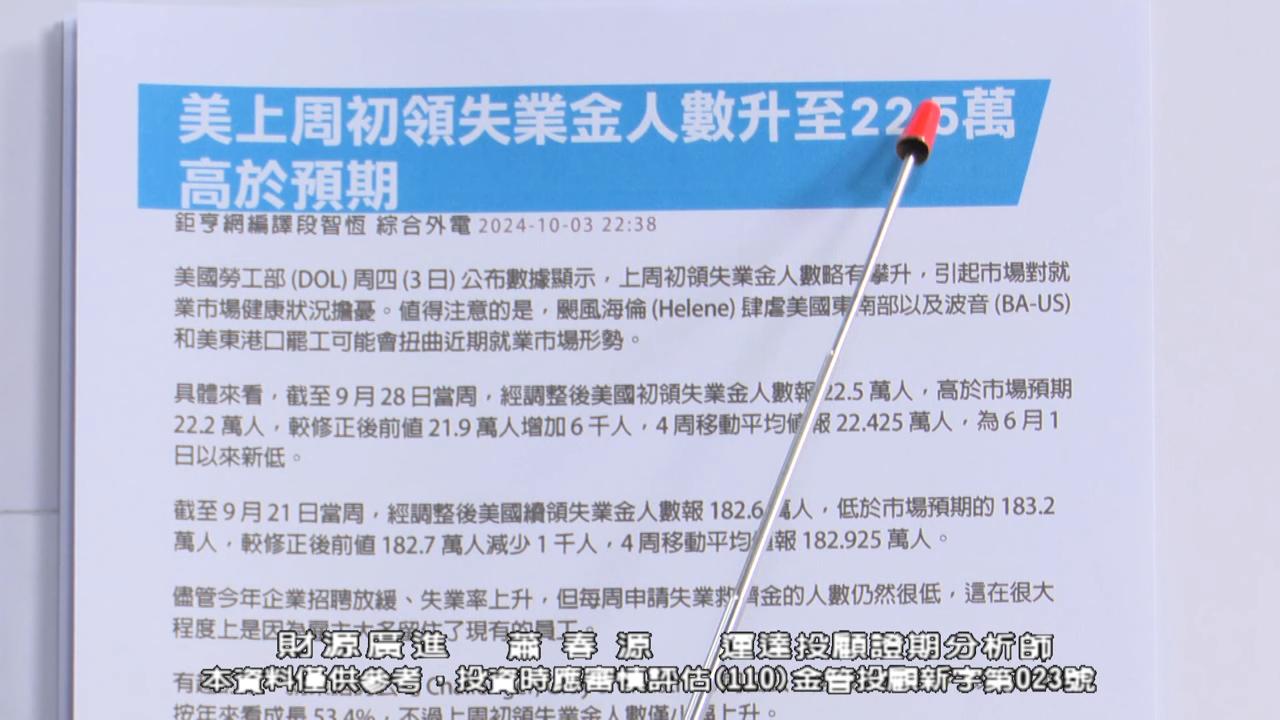 美上周初領失業金人數升至22.5萬
高於預期
鉅亨網編譯段智恆 綜合外電 2024-10-03 22:38
美國勞工部 (DOL) 周四 (3 日) 公布數據顯示，上周初領失業金人數略有攀升，引起市場對就
業市場健康狀況擔憂。值得注意的是，颶風海倫 (Helene) 肆虐美國東南部以及波音 (BA-US)
和美東港口罷工可能會扭曲近期就業市場形勢。
具體來看，截至 9 月 28 日當周，經調整後美國初領失業金人數報 22.5 萬人，高於市場預期
22.2 萬人，較修正後前值 21.9 萬人增加 6 千人，4 周移動平均值報 22.425 萬人，為 6 月 1
日以來新低。
截至 9 月 21 日當周，經調整後美國續領失業金人數報 182.6 萬人，低於市場預期的 183.2
萬人，較修正後前值 182.7 萬人減少 1 千人，4 周移動平均值報 182.925 萬人。
儘管今年企業招聘放緩、失業率上升，但每周申請失業救濟金的人數仍然很低，這在很大
程度上是因為雇主大多留住了現有的員工。
財源廣進 蕭春源 運達投顧證期分析師
有
本資料僅供參考，投資時應審慎評估(110)金管投顧新字第023號
按年來看成長 53.4%，不過上周初領失業金人數僅小幅上升。